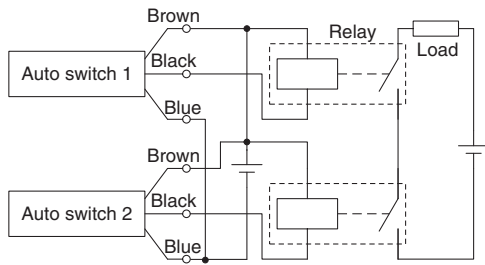 Brown
Relay
Load
Auto switch 1
Black
Blue
Brown
Auto switch 2
Black
Blue